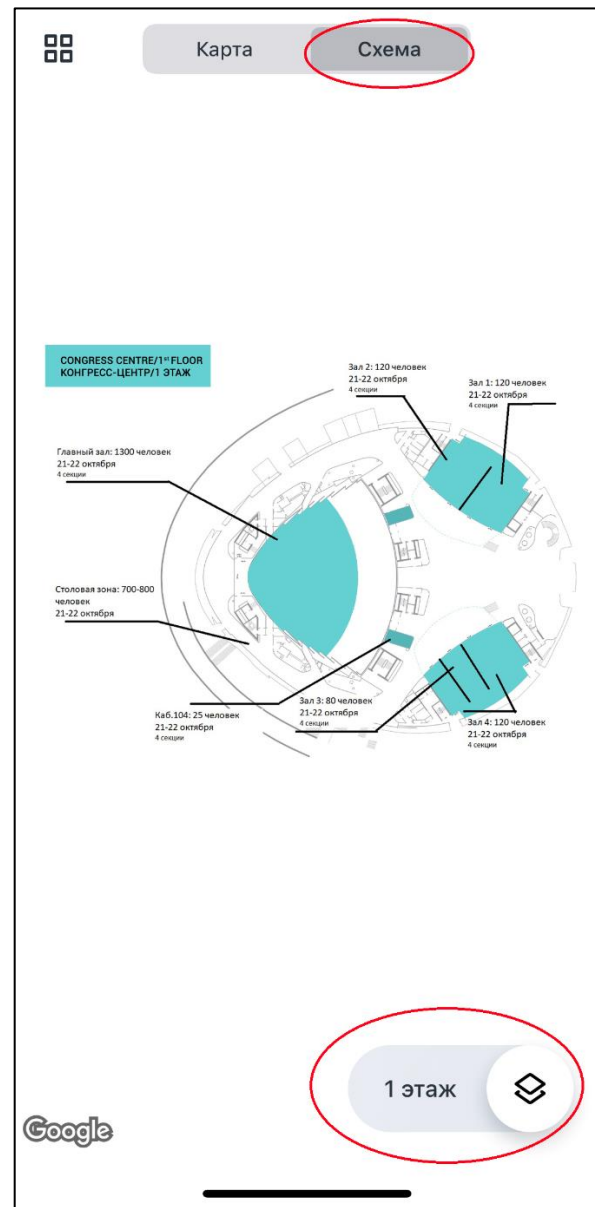 Карта
Схема
CONGRESS CENTRE/1ST FLOOR
КОНГРЕСС-ЦЕНТР/1 ЭТАЖ
Зал 2: 120 человек
21-22 октября
4 секции
Зал 1: 120 человек
21-22 октября
4 секции
Главный зал: 1300 человек
21-22 октября
4 секции
Столовая зона: 700-800
человек
21-22 октября
Каб.104: 25 человек
21-22 октября
4 секции
Зал 3: 80 человек
21-22 октября
4 секции
Зал 4: 120 человек
21-22 октября
4 секции
1 этаж
Google